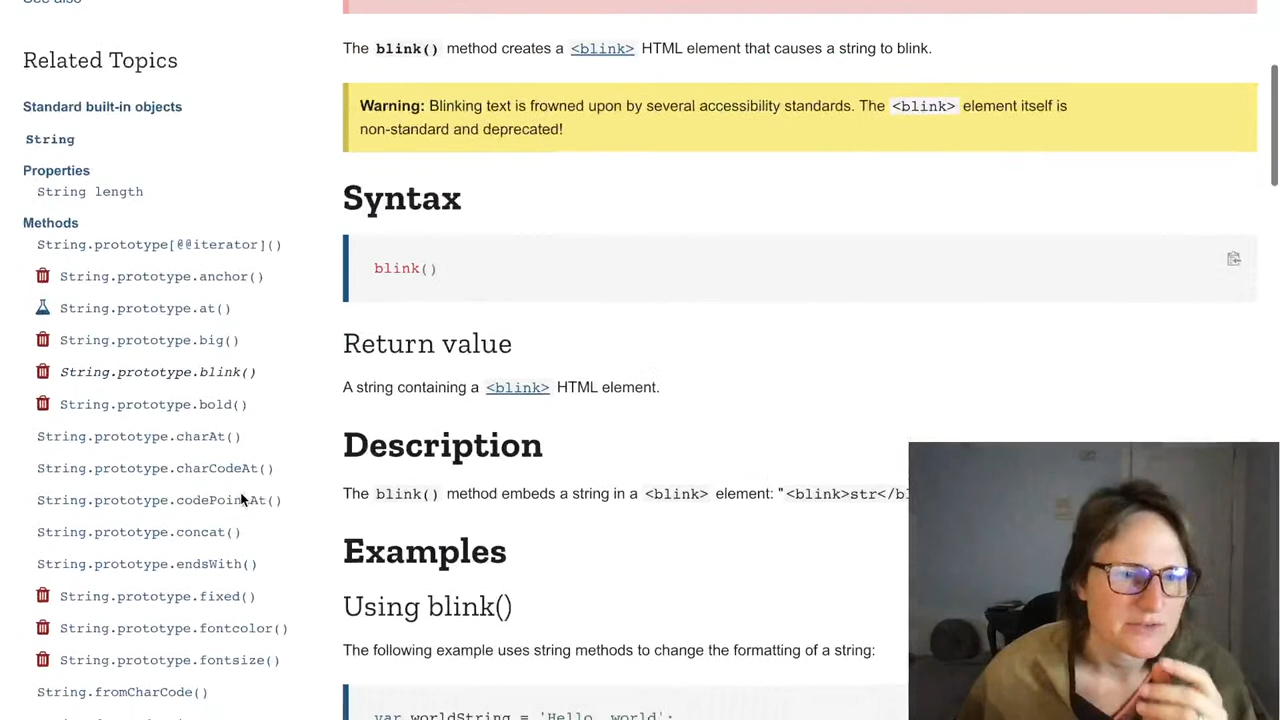 Related Topics
Standard built-in objects
String
Properties
String length
Methods
String.prototype[@@iterator]()
String.prototype.anchor()
String.prototype.at()
String.prototype.big()
String.prototype.blink()
String.prototype.bold()
String.prototype.charAt()
String.prototype.charCodeAt()
String.prototype.codePointAt()
String.prototype.concat()
String.prototype.endsWith()
String.prototype.fixed()
String.prototype.fontcolor()
String.prototype.fontsize()
String.fromCharCode()
The blink() method creates a <blink> HTML element that causes a string to blink.
Warning: Blinking text is frowned upon by several accessibility standards. The <blink> element itself is
non-standard and deprecated!
Syntax
blink()
Return value
A string containing a <blink> HTML element.
Description
The blink() method embeds a string in a <blink> element: "<blink>str</bl
Examples
Using blink()
The following example uses string methods to change the formatting of a string:
var worldString = 'Hello, world';